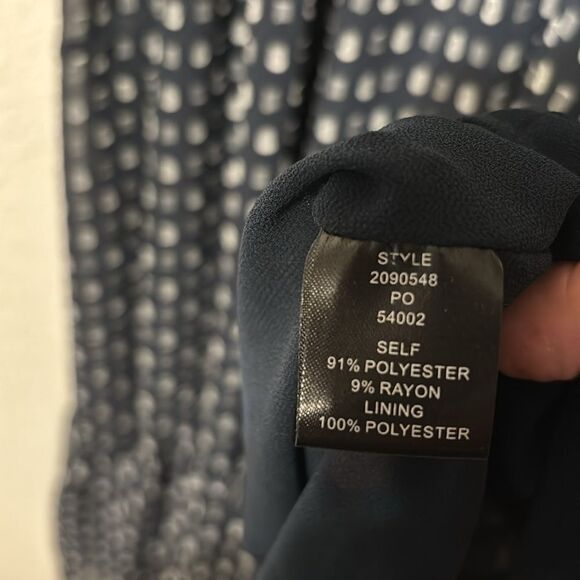 STYLE
2090548
PO
54002
SELF
91% POLYESTER
9% RAYON
LINING
100% POLYESTER